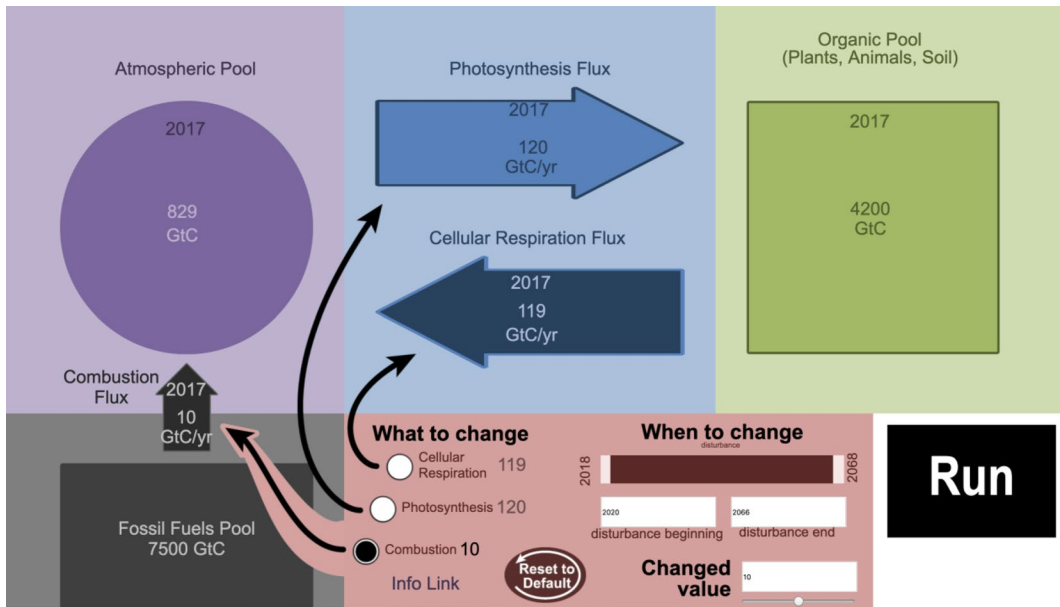 Atmospheric Pool
2017
829
GtC
Combustion
Flux
2017
10
GtC/yr
Fossil Fuels Pool
7500 GtC
Photosynthesis Flux
2017
120
GtC/yr
Cellular Respiration Flux
2017
119
GtC/yr
Organic Pool
(Plants, Animals, Soil)
2017
4200
GtC
What to change
Cellular
Respiration 119
Photosynthesis 120
Combustion 10
Info Link
Reset to
Default
When to change
disturbance
2018
2068
2020
disturbance beginning
2066
disturbance end
Changed
value
10
Run